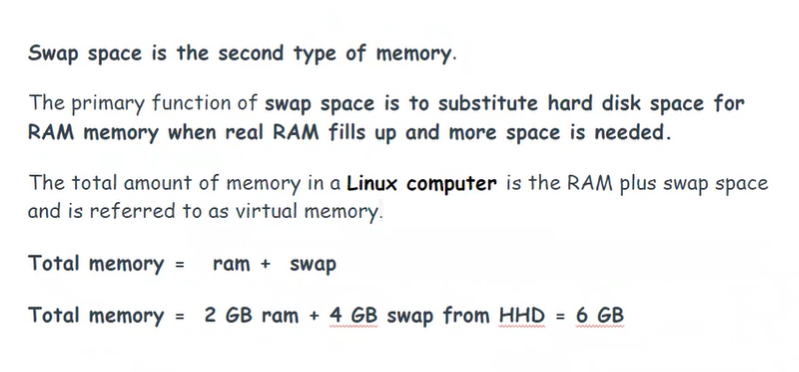 Swap space is the second type of memory.
The primary function of swap space is to substitute hard disk space for
RAM memory when real RAM fills up and more space is needed.
The total amount of memory in a Linux computer is the RAM plus swap space
and is referred to as virtual memory.
Total memory = ram + swap
Total memory = 2 GB ram + 4 GB swap from HHD = 6 GB